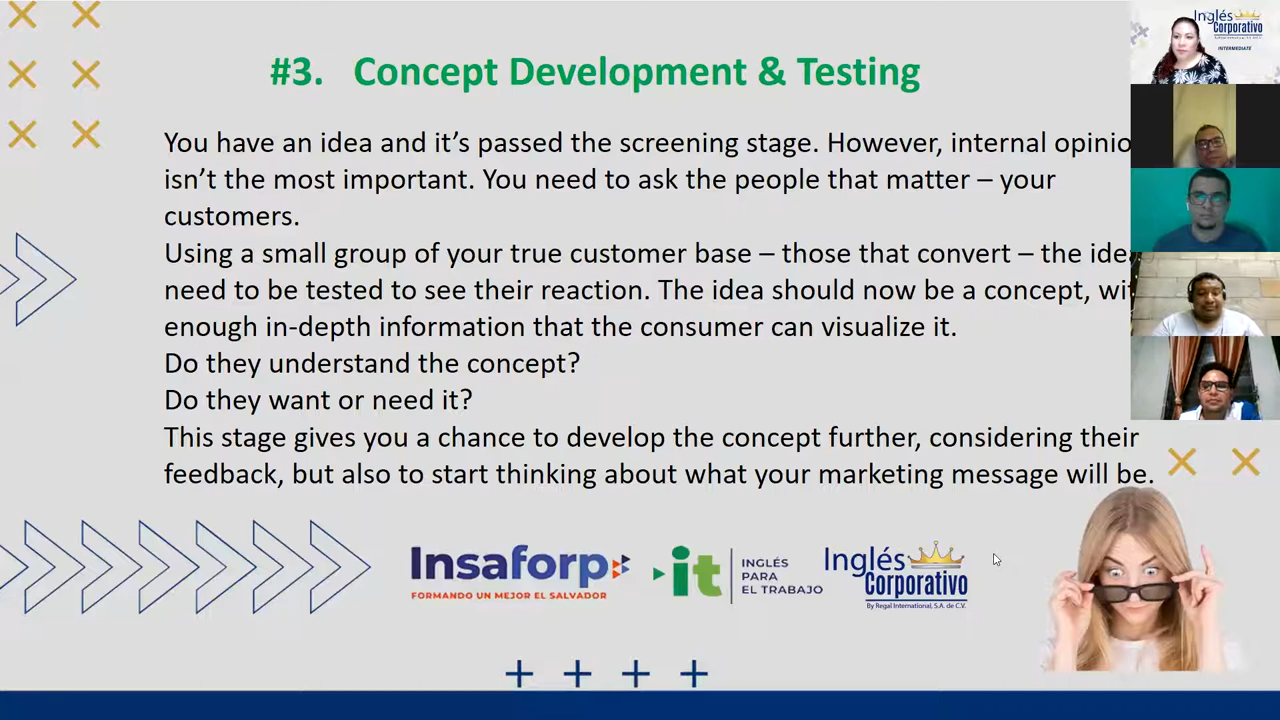 #3. Concept Development & Testing
You have an idea and it's passed the screening stage. However, internal
isn't the most important. You need to ask the people that matter – your
customers.
Using a small group of your true customer base – those that convert – the
need to be tested to see their reaction. The idea should now be a concept,
enough in-depth information that the consumer can visualize it.
Do they understand the concept?
Do they want or need it?
This stage gives you a chance to develop the concept further, considering their
feedback, but also to start thinking about what your marketing message will be.
Insaforp
FORMANDO UN MEJOR EL SALVADOR
it
INGLÉS
PARA
EL TRABAJO
Inglés
Corporativo
By Regal International, S.A. de C.V.
Inglés
Corporativo
INTERMEDIATE